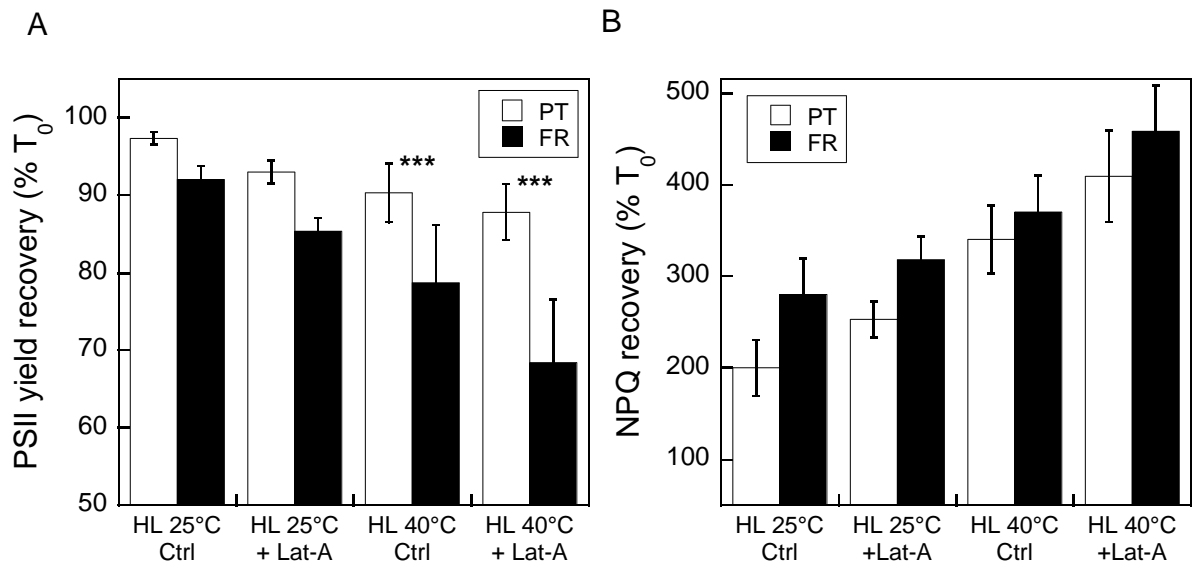 A
PSII yield recovery (% T0)
100
90
80
70
60
50
PT
FR
***
***
HL 25°C
Ctrl
HL 25°C
+ Lat-A
HL 40°C
Ctrl
HL 40°C
+ Lat-A
B
NPQ recovery (% T0)
500
400
300
200
100
PT
FR
HL 25°C
Ctrl
HL 25°C
+Lat-A
HL 40°C
Ctrl
HL 40°C
+Lat-A